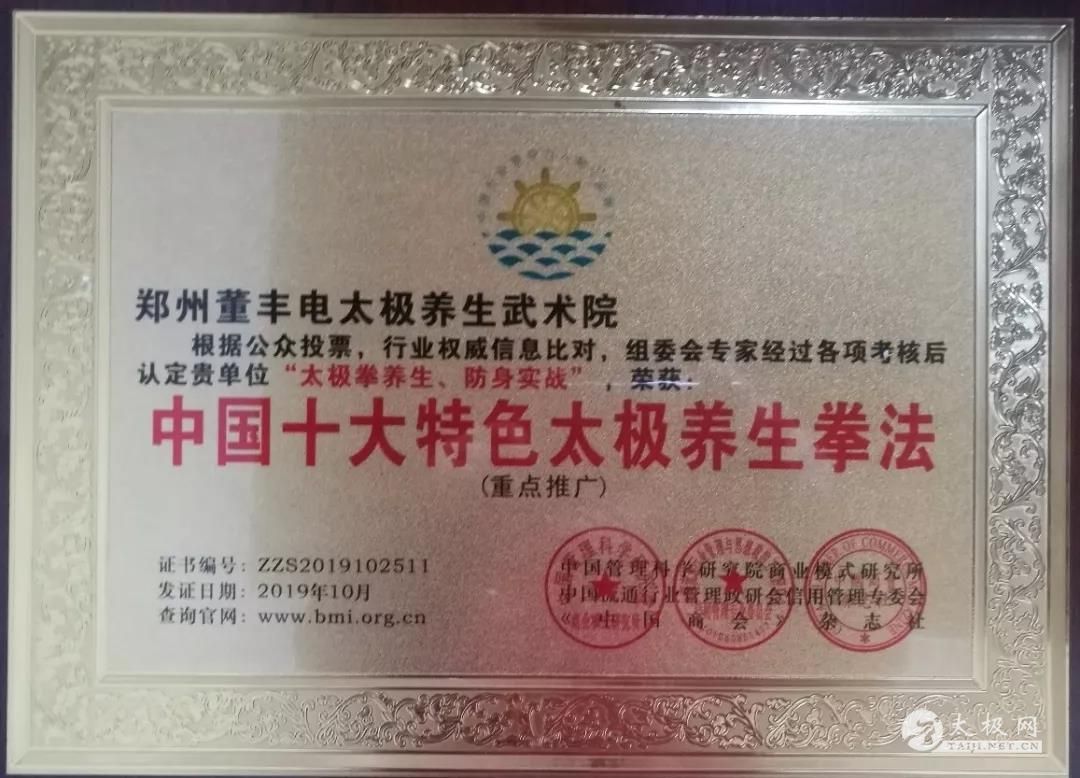 郑州董丰电太极养生武术院
根据公众投票，行业权威信息比对，组委会专家经过各项考核后
认定贵单位“太极拳养生、防身实战”，荣获：
中国十大特色太极养生拳法
(重点推广)
证书编号：ZZS2019102511
发证日期：2019年10月
查询官网：www.bmi.org.cn
中国管理科学研究院商业模式研究所
中国流通行业管理政研会信用管理专委会
《中国商会》杂志社
太极网
TAIJI.NET.CN